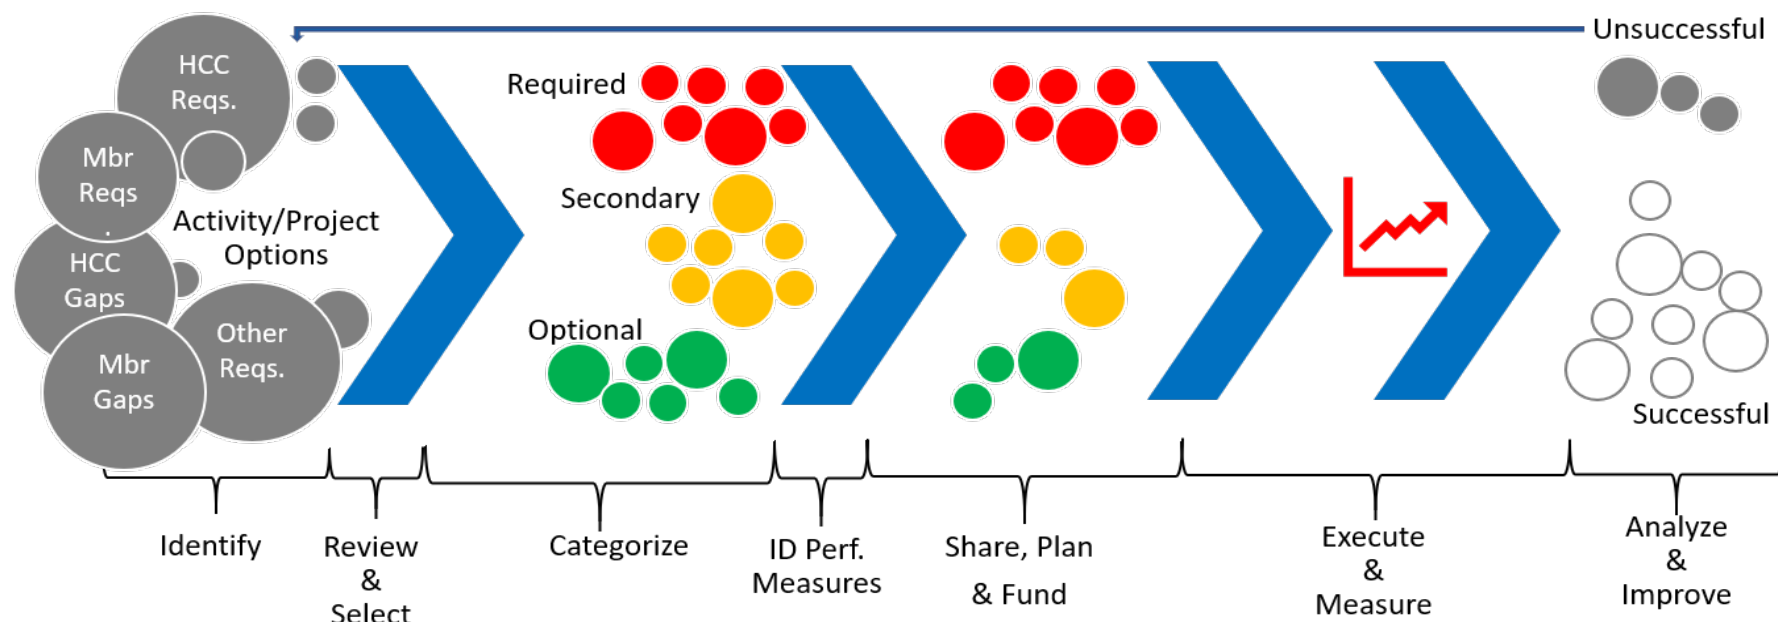 Unsuccessful
HCC
Reqs.
Required
Mbr
Reqs
.
Secondary
Activity/Project
Options
HCC
Gaps
Other
Reqs.
Optional
Mbr
Gaps
Successful
Identify
Review
&
Select
Categorize
ID Perf.
Measures
Share, Plan
& Fund
Execute
&
Measure
Analyze
&
Improve